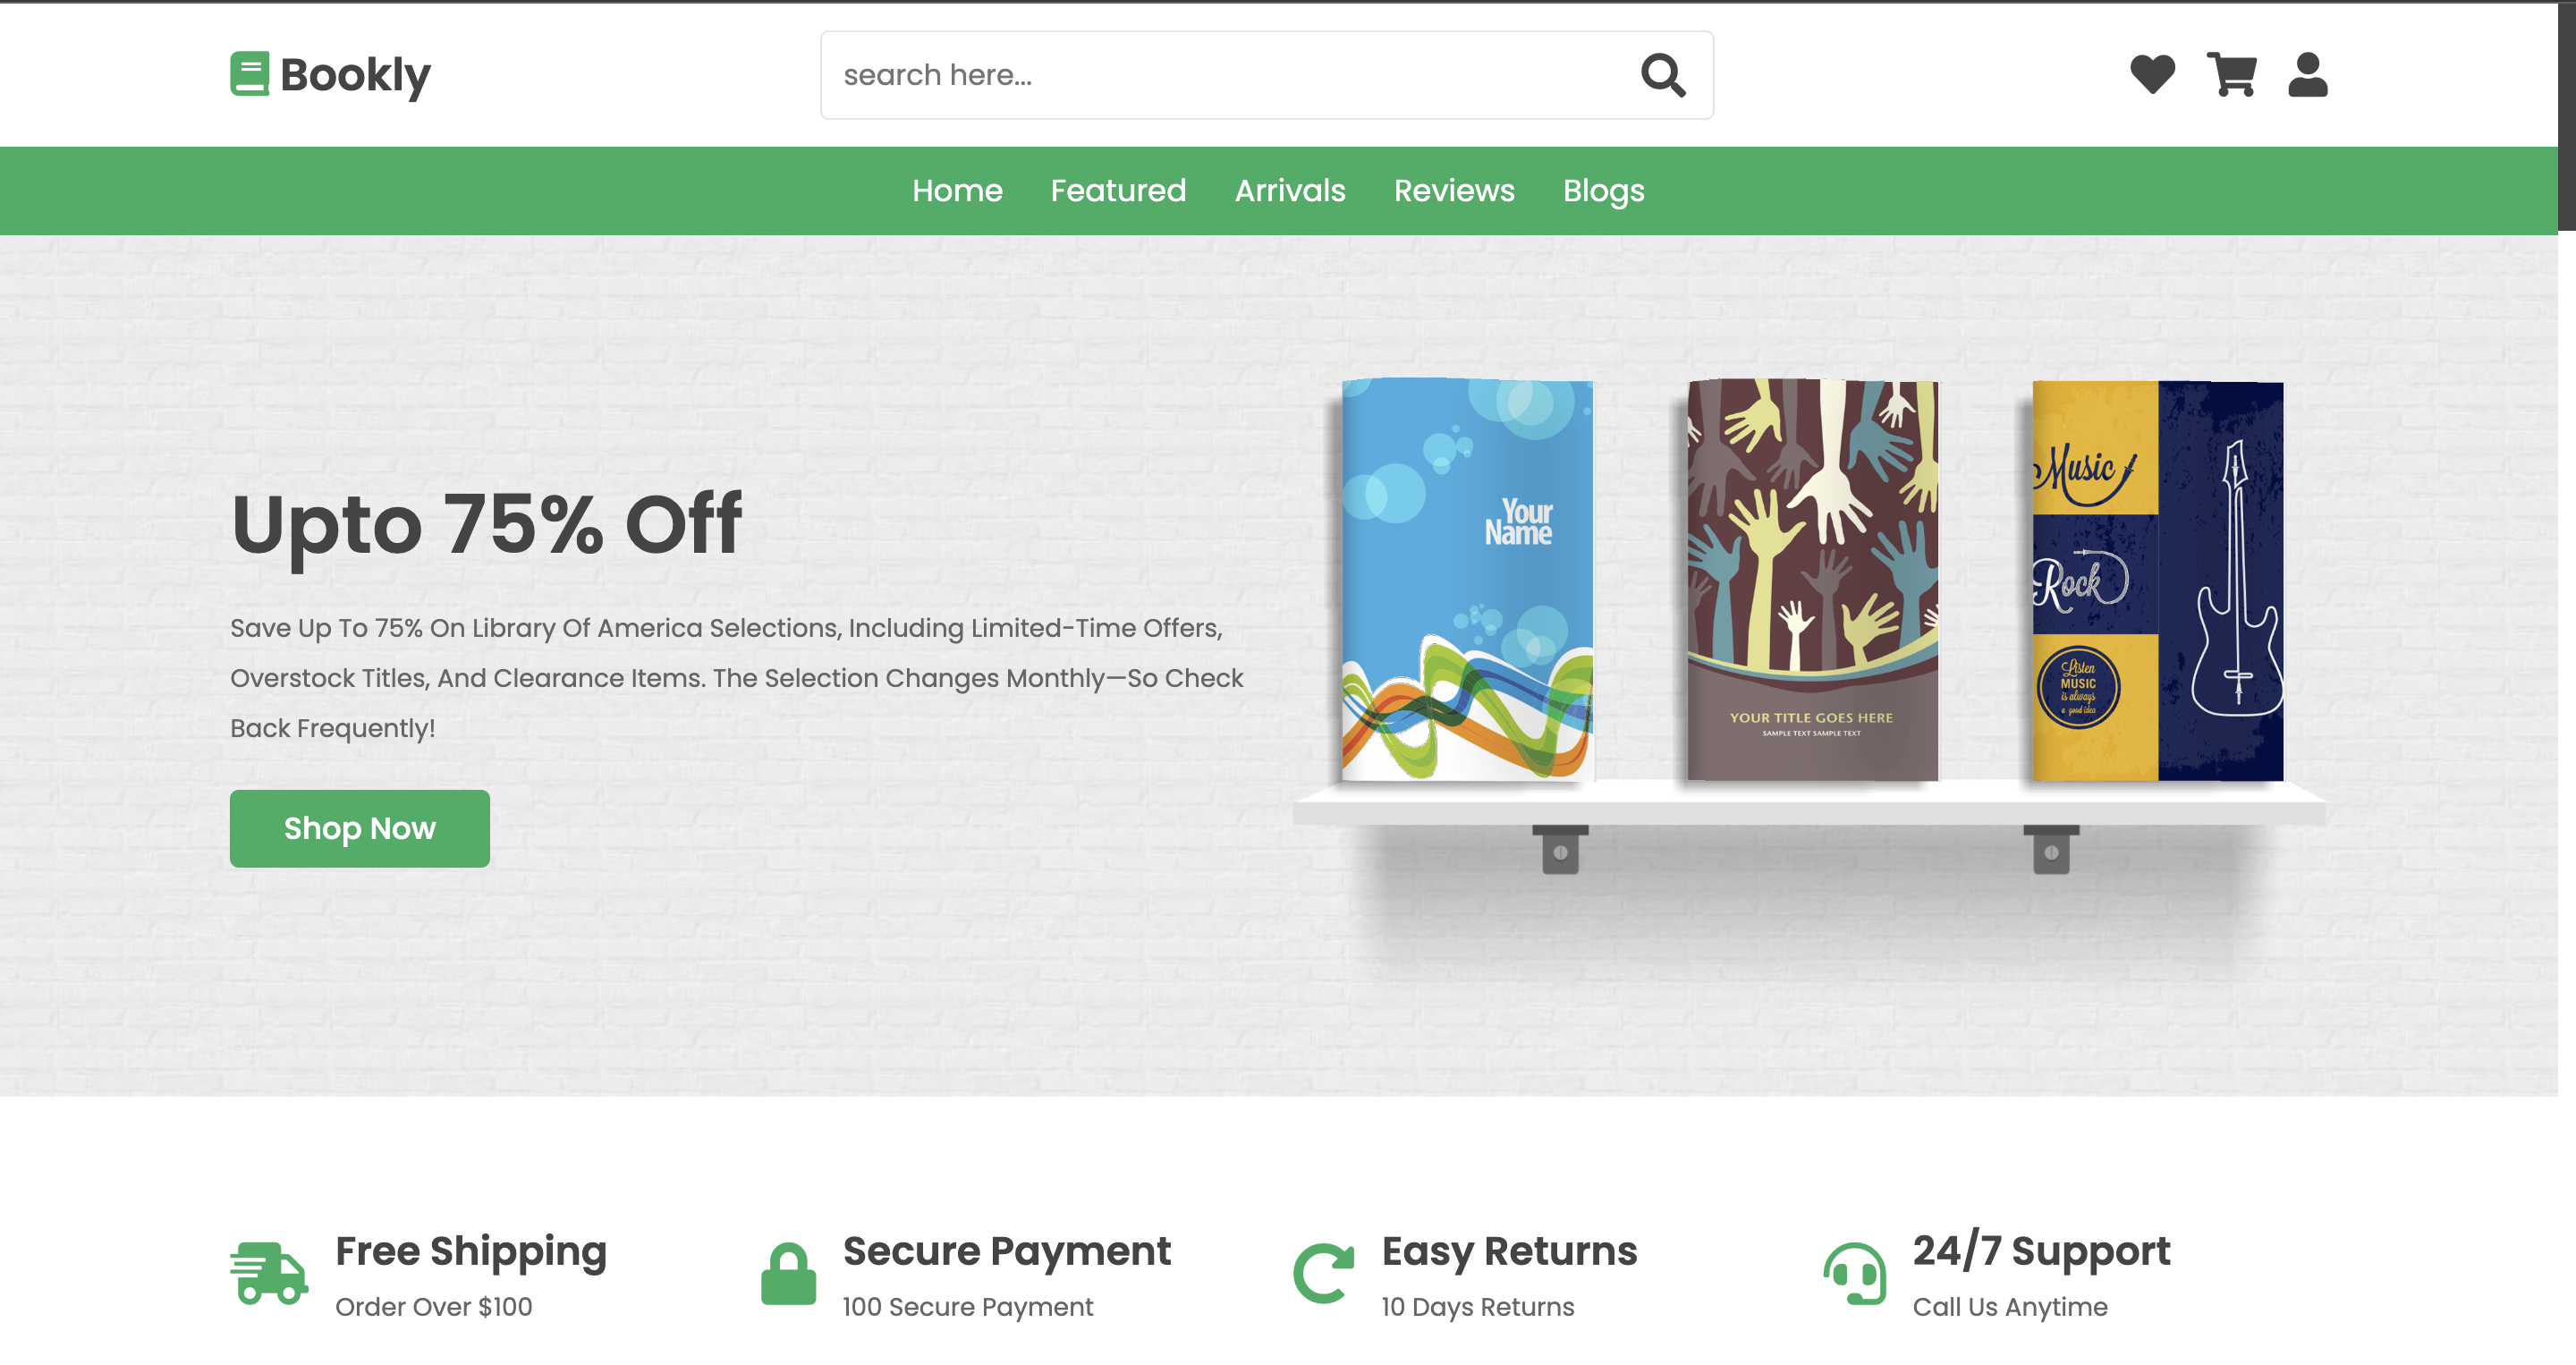 Bookly
search here...
Home Featured Arrivals Reviews Blogs
Upto 75% Off
Save Up To 75% On Library Of America Selections, Including Limited-Time Offers,
Overstock Titles, And Clearance Items. The Selection Changes Monthly—So Check
Back Frequently!
Shop Now
Your
Name
YOUR TITLE GOES HERE
SAMPLE TEXT SAMPLE TEXT
Music
Rock
Listen
MUSIC
is always
a good idea
Free Shipping
Order Over $100
Secure Payment
100 Secure Payment
Easy Returns
10 Days Returns
24/7 Support
Call Us Anytime